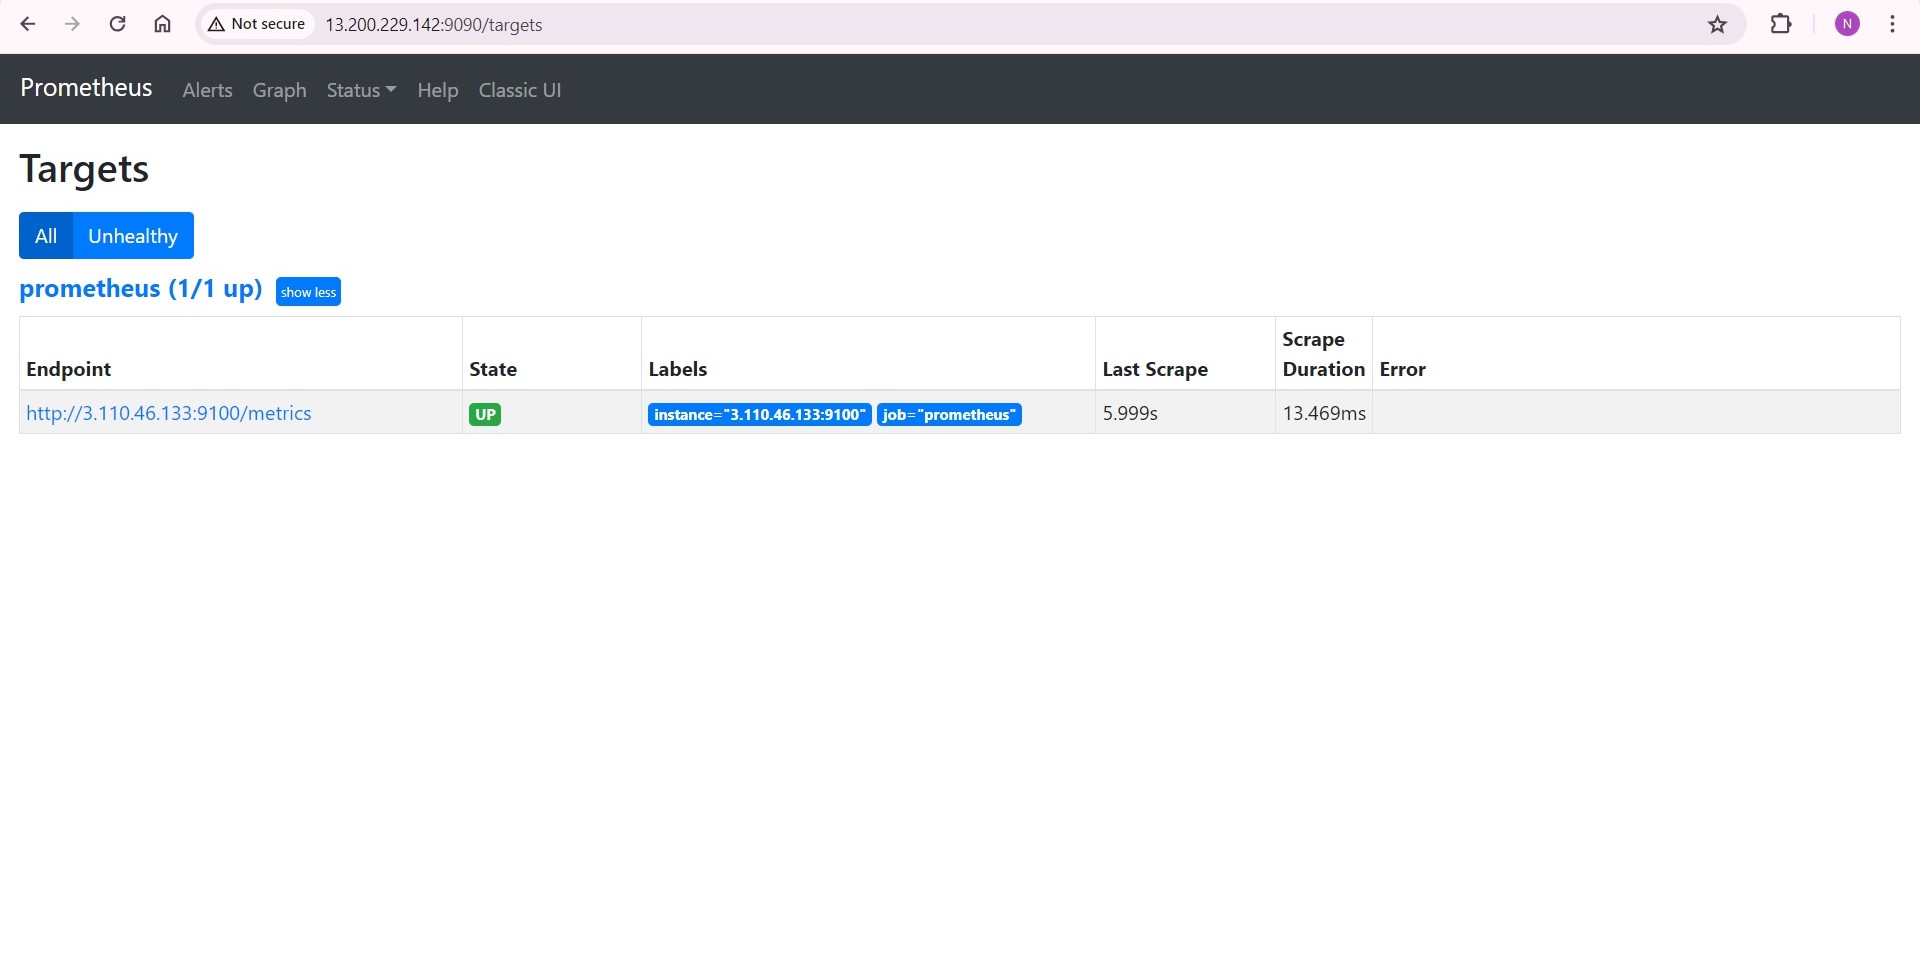 Not secure 13.200.229.142:9090/targets N
Prometheus Alerts Graph Status Help Classic UI
Targets
All Unhealthy
prometheus (1/1 up) show less
Endpoint State Labels Last Scrape Scrape Duration Error
http://3.110.46.133:9100/metrics UP instance="3.110.46.133:9100" job="prometheus" 5.999s 13.469ms